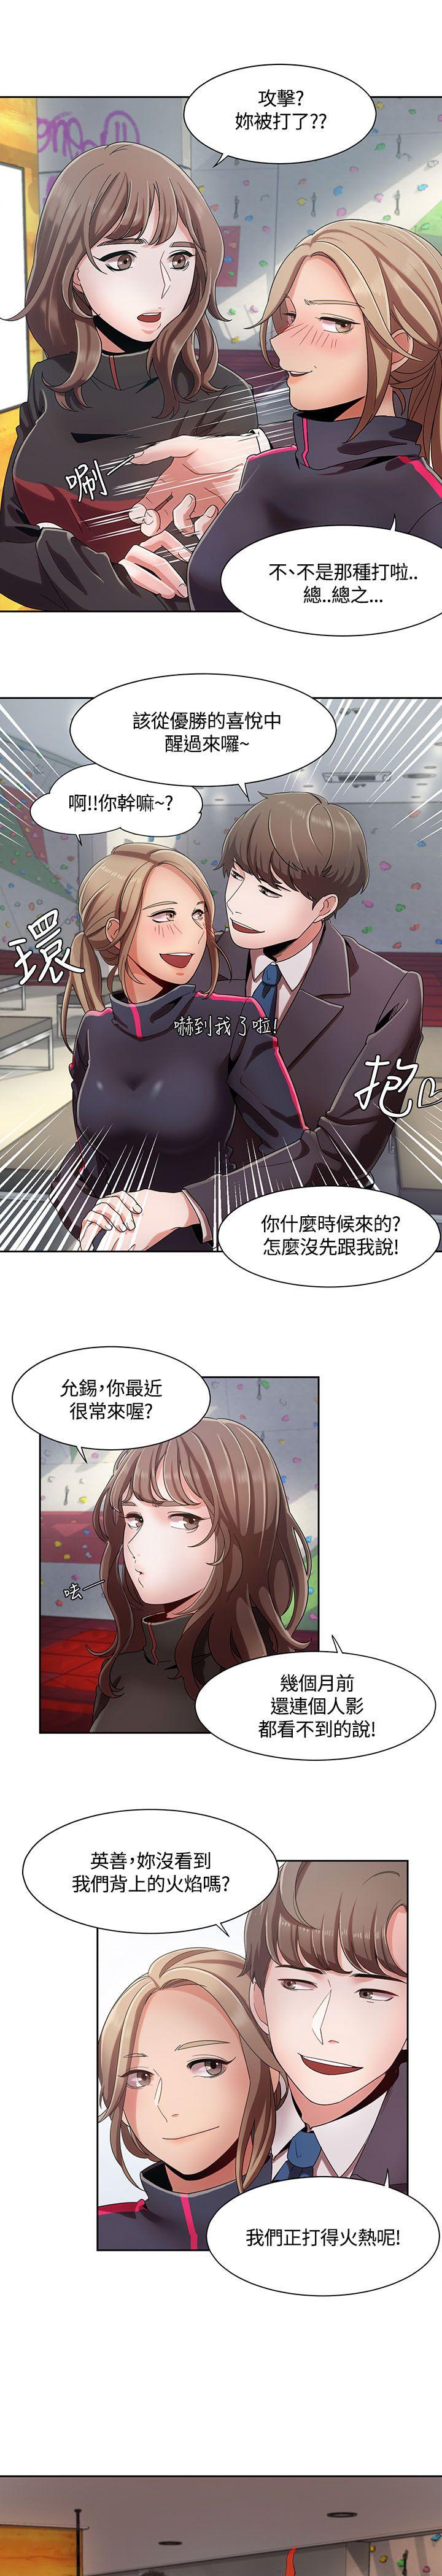 攻擊?
妳被打了??
唰
不、不是那種打啦..
總..總之...
該從優勝的喜悅中
醒過來囉~
啊!!你幹嘛~?
環
嚇到我了啦!
抱♡
你什麼時候來的?
怎麼沒先跟我說!
允錫,你最近
很常來喔?
呿一
幾個月前
還連個人影
都看不到的說!
英善,妳沒看到
我們背上的火焰嗎?
我們正打得火熱呢!